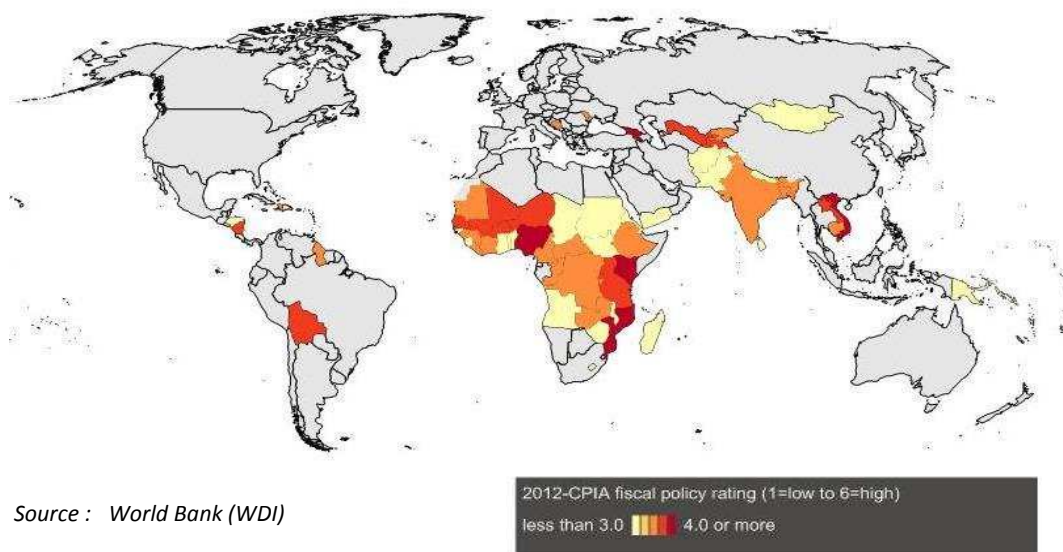 Source : World Bank (WDI)
2012-CPIA fiscal policy rating (1=low to 6=high)
less than 3.0 4.0 or more